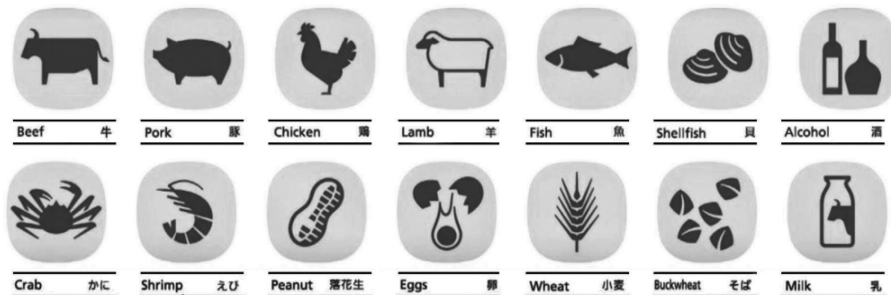 Beef 牛 Pork 豚 Chicken 鶏 Lamb 羊 Fish 魚 Shellfish 貝 Alcohol 酒
Crab かに Shrimp えび Peanut 落花生 Eggs 卵 Wheat 小麦 Buckwheat そば Milk 乳